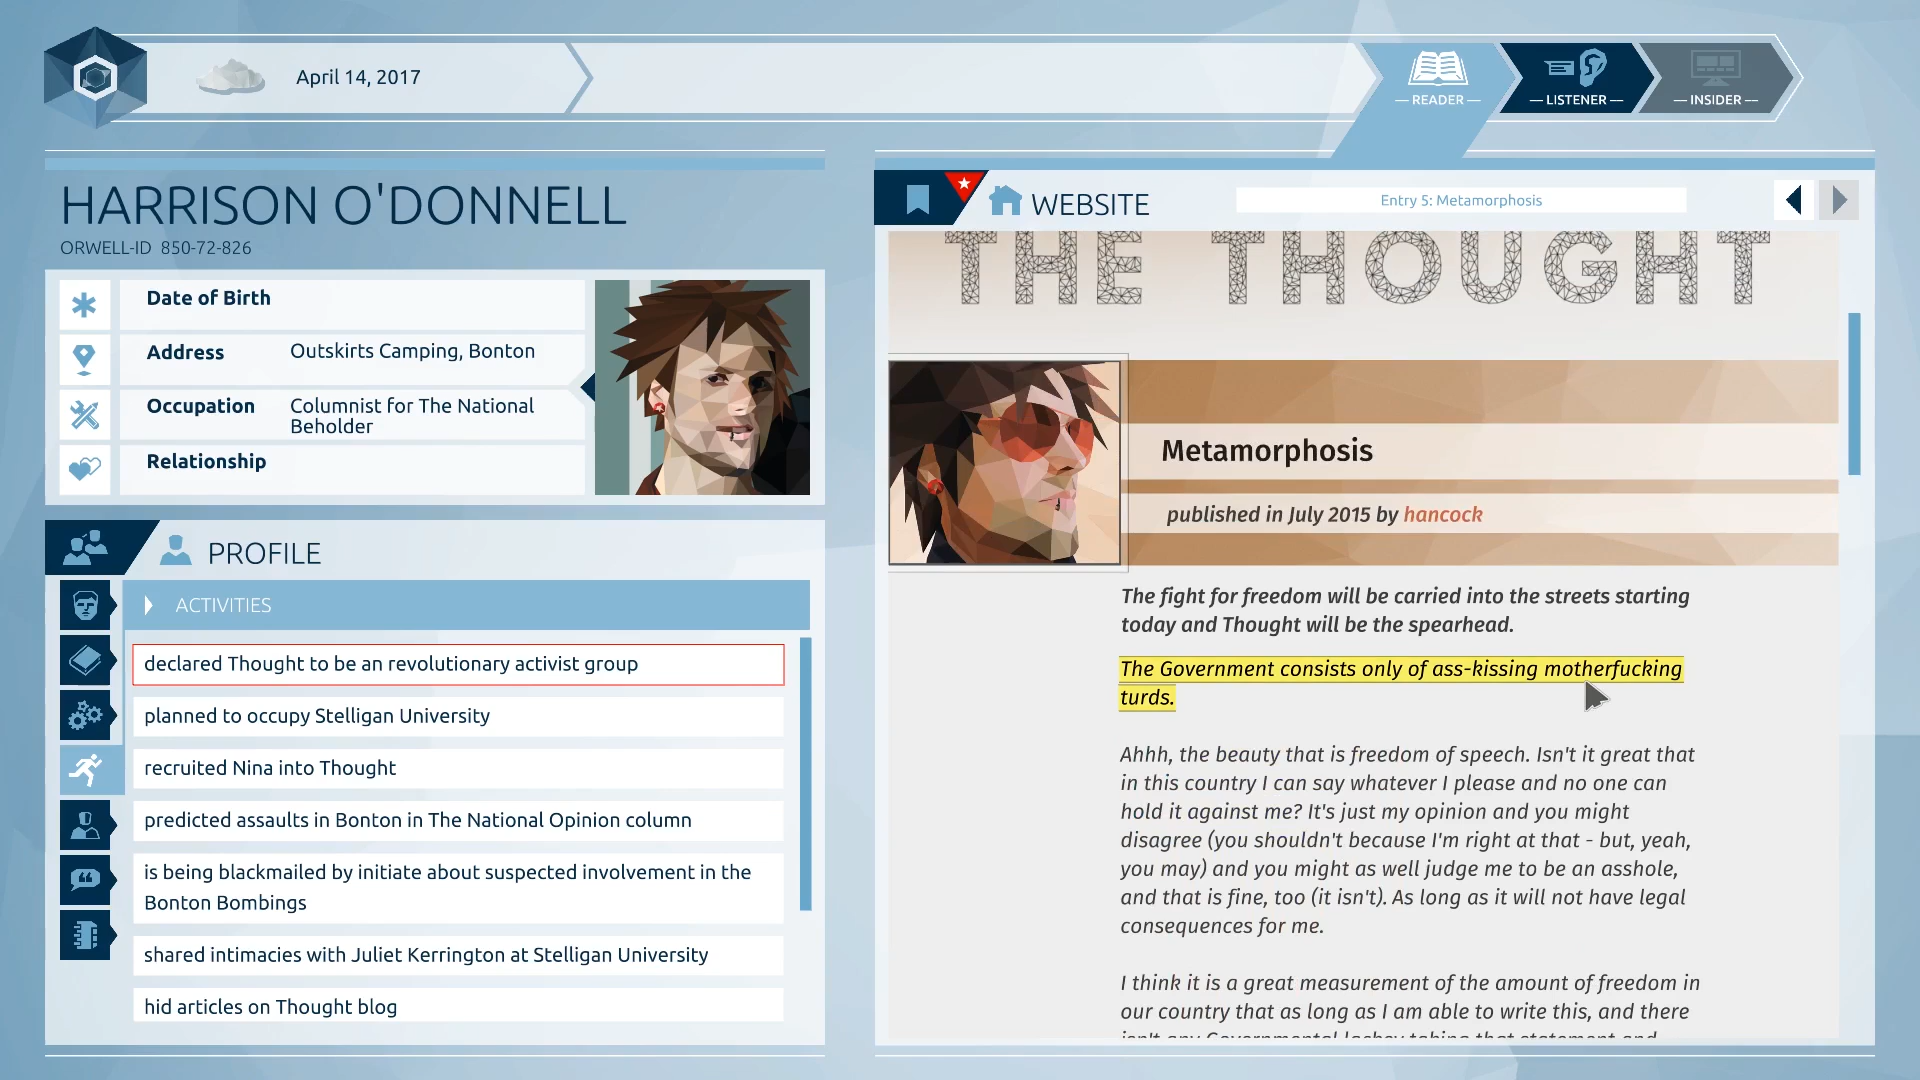 April 14, 2017
READER
LISTENER
INSIDER
HARRISON O'DONNELL
ORWELL-ID 850-72-826
Date of Birth
Address Outskirts Camping, Bonton
Occupation Columnist for The National
Beholder
Relationship
PROFILE
ACTIVITIES
declared Thought to be an revolutionary activist group
planned to occupy Stelligan University
recruited Nina into Thought
predicted assaults in Bonton in The National Opinion column
is being blackmailed by initiate about suspected involvement in the
Bonton Bombings
shared intimacies with Juliet Kerrington at Stelligan University
hid articles on Thought blog
WEBSITE
Entry 5: Metamorphosis
THE THOUGHT
Metamorphosis
published in July 2015 by hancock
The fight for freedom will be carried into the streets starting
today and Thought will be the spearhead.
The Government consists only of ass-kissing motherfucking
turds.
Ahhh, the beauty that is freedom of speech. Isn't it great that
in this country I can say whatever I please and no one can
hold it against me? It's just my opinion and you might
disagree (you shouldn't because I'm right at that - but, yeah,
you may) and you might as well judge me to be an asshole,
and that is fine, too (it isn't). As long as it will not have legal
consequences for me.
I think it is a great measurement of the amount of freedom in
our country that as long as I am able to write this, and there
isn't any Governmental lackey taking that statement and